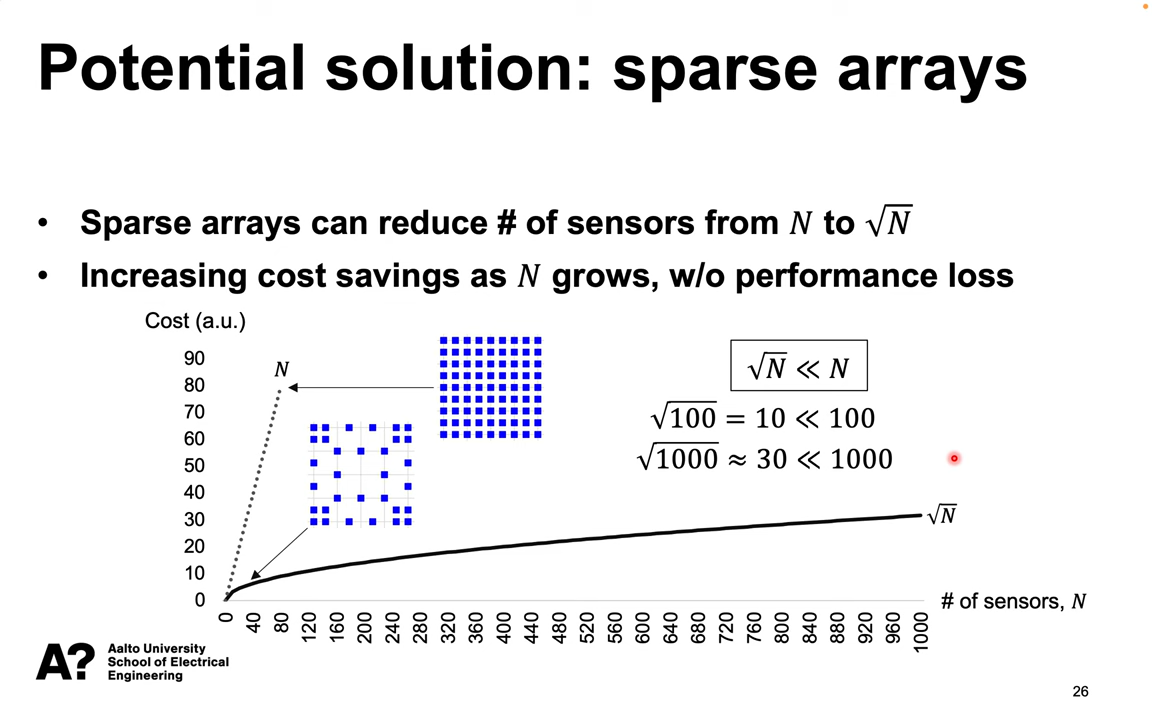 Potential solution: sparse arrays
• Sparse arrays can reduce # of sensors from N to √N
• Increasing cost savings as N grows, w/o performance loss
Cost (a.u.)
90
80
70
60
50
40
30
20
10
0
N
√N ≪ N
√100 = 10 ≪ 100
√1000 ≈ 30 ≪ 1000
√N
# of sensors, N
0 40 80 120 160 200 240 280 320 360 400 440 480 520 560 600 640 680 720 760 800 840 880 920 960 1000
A?
Aalto University
School of Electrical
Engineering
26